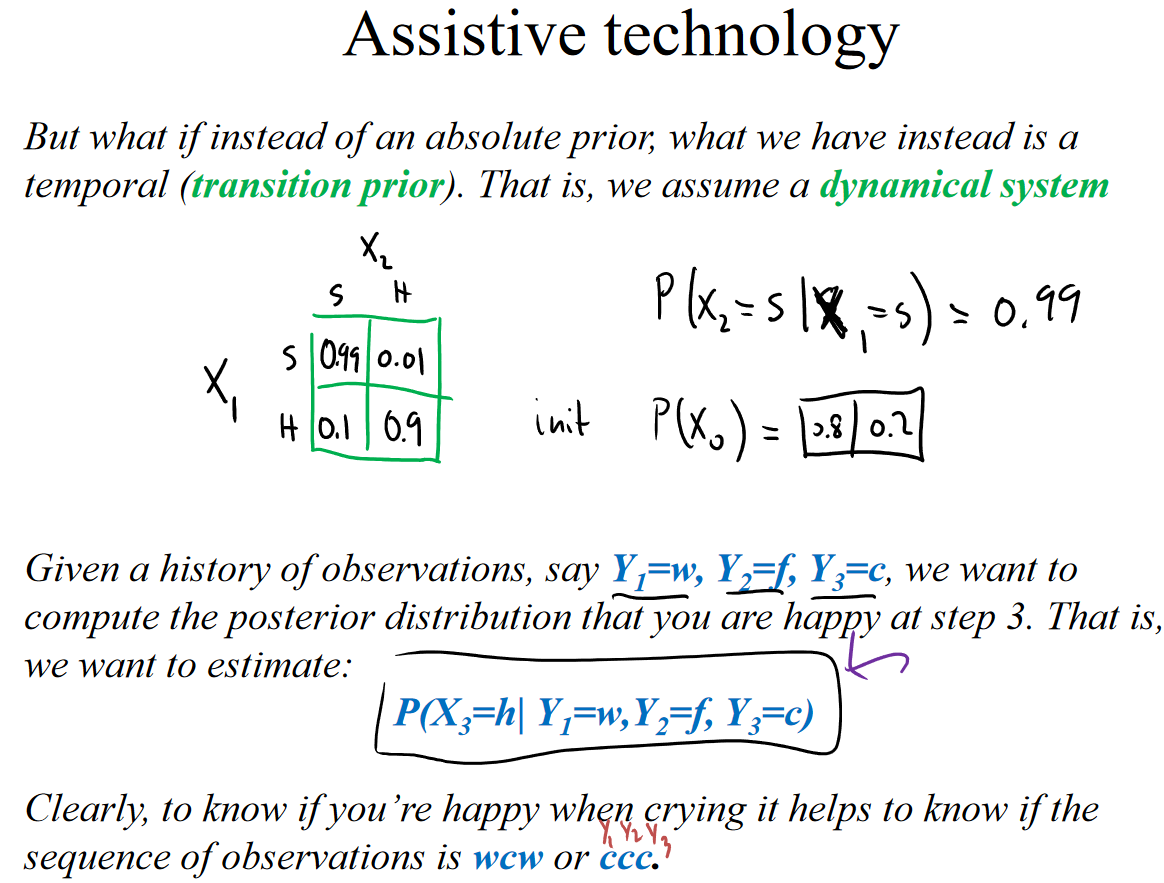 Assistive technology
But what if instead of an absolute prior, what we have instead is a
temporal (transition prior). That is, we assume a dynamical system
X₂
S H
X₁
S 0.99 0.01
H 0.1 0.9
P(X₂=S|X₁=S) = 0.99
init P(X₀) = 0.8 0.2
Given a history of observations, say Y₁=w, Y₂=f, Y₃=c, we want to
compute the posterior distribution that you are happy at step 3. That is,
we want to estimate:
P(X₃=h| Y₁=w,Y₂=f, Y₃=c)
Clearly, to know if you’re happy when crying it helps to know if the
Y₁ Y₂ Y₃
sequence of observations is wcw or ccc.